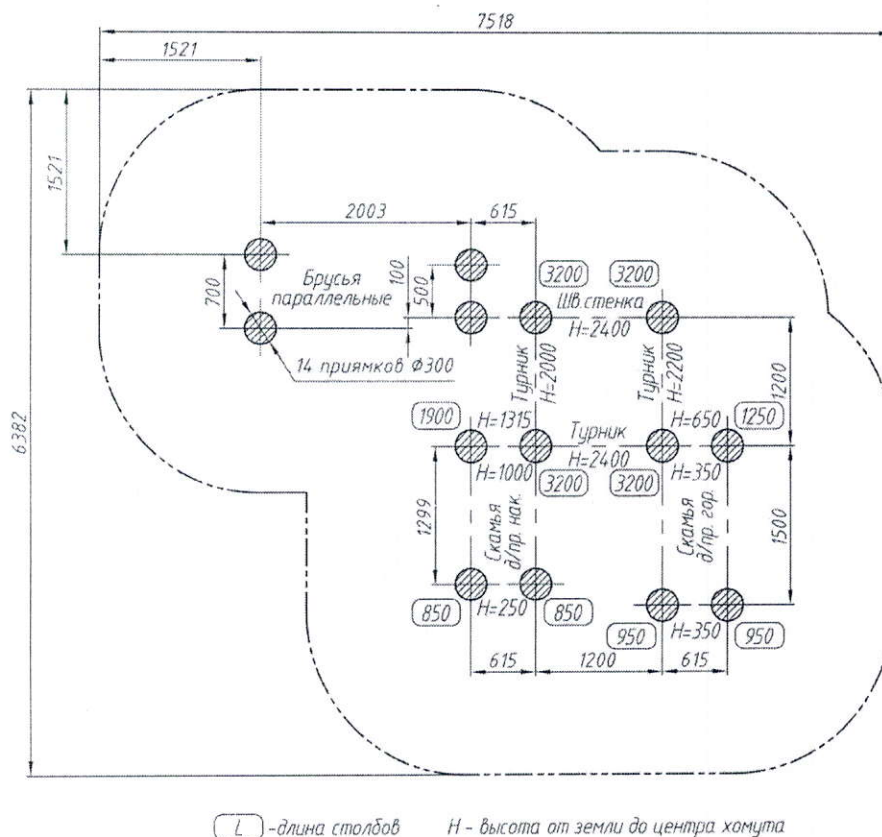 7518
1521
1521
2003
615
700
Брусья
параллельные
100
500
3200
3200
Шв.стенка
H=2400
14 приямков Ф300
Турник
H=2000
Турник
H=2200
1200
6382
1900
H=1315
H=1000
Турник
H=2400
H=650
1250
H=350
3200
3200
1299
Скамья
д/пр. нак.
Скамья
д/пр. гор.
1500
850
H=250
850
950
H=350
950
615
1200
615
L -длина столбов
H - высота от земли до центра хомута